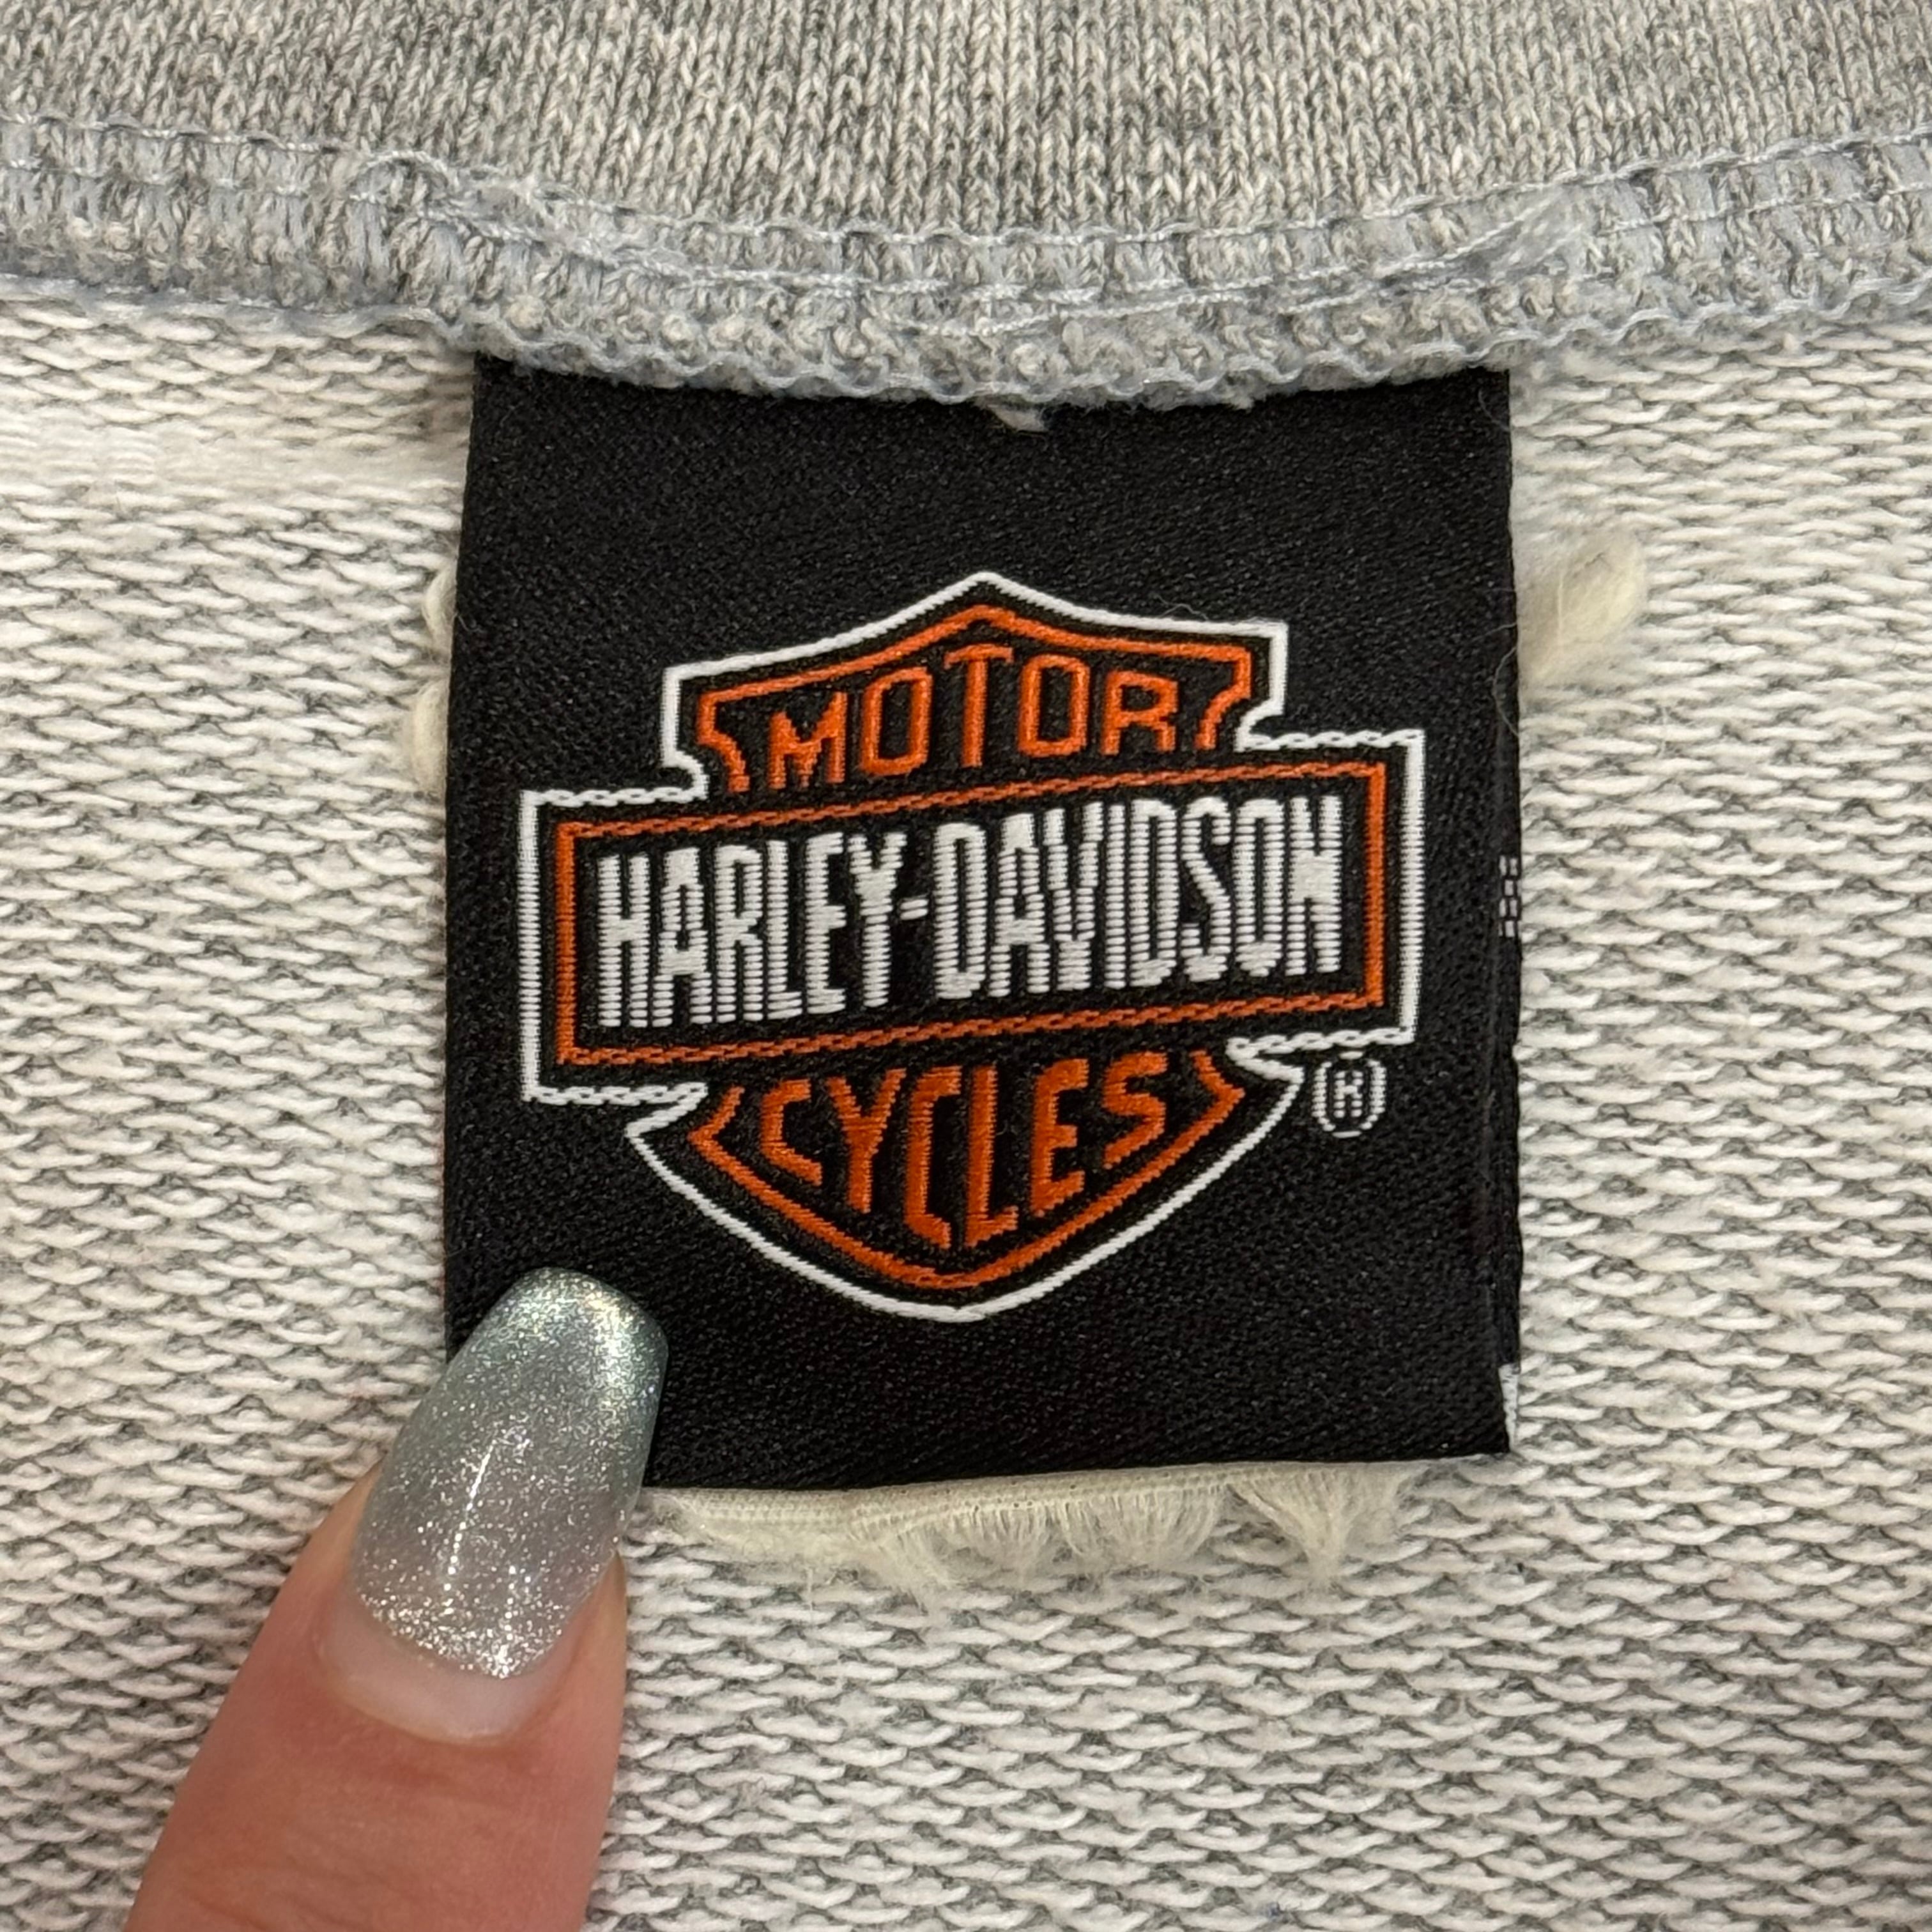 MOTOR
HARLEY-DAVIDSON
CYCLES
®